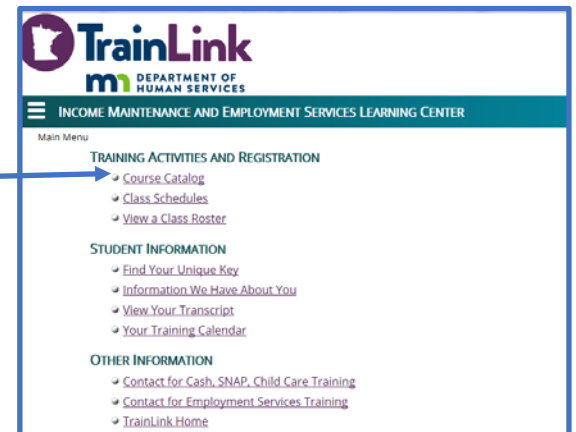 TrainLink
mn DEPARTMENT OF
HUMAN SERVICES
INCOME MAINTENANCE AND EMPLOYMENT SERVICES LEARNING CENTER
Main Menu
TRAINING ACTIVITIES AND REGISTRATION
Course Catalog
Class Schedules
View a Class Roster
STUDENT INFORMATION
Find Your Unique Key
Information We Have About You
View Your Transcript
Your Training Calendar
OTHER INFORMATION
Contact for Cash, SNAP, Child Care Training
Contact for Employment Services Training
TrainLink Home